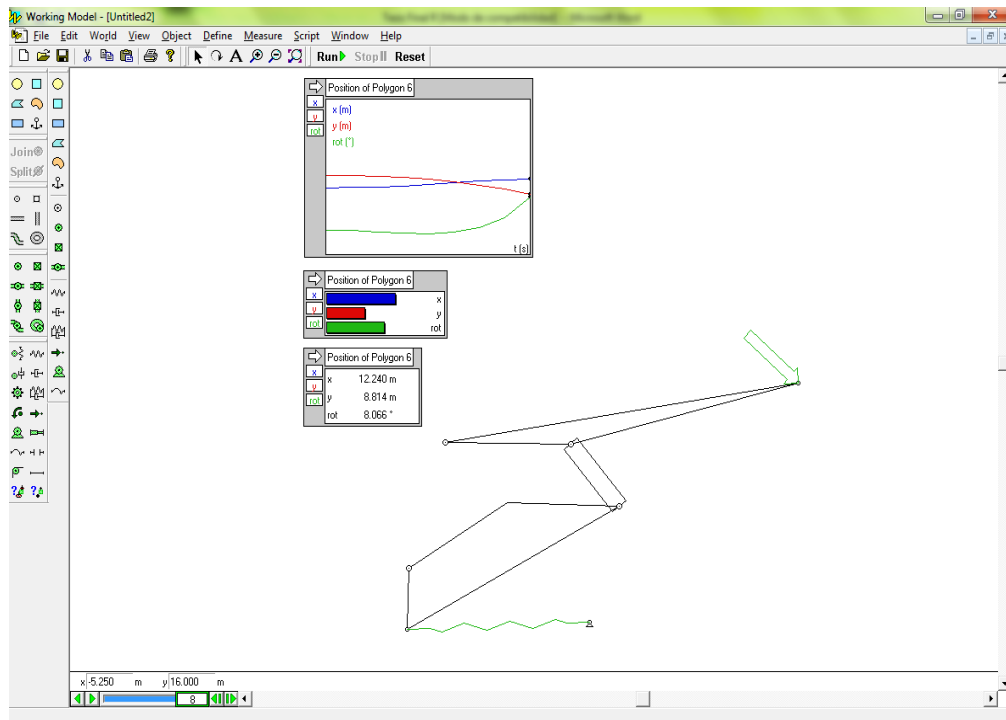 Working Model - [Untitled2]
File Edit World View Object Define Measure Script Window Help
A Run Stop Reset
Join
Split
Position of Polygon 6
x
y
rot
x (m)
y (m)
rot (°)
t (s)
Position of Polygon 6
x x
y y
rot rot
Position of Polygon 6
x x 12.240 m
y y 8.814 m
rot rot 8.066 °
x -5.250 m y 16.000 m
8